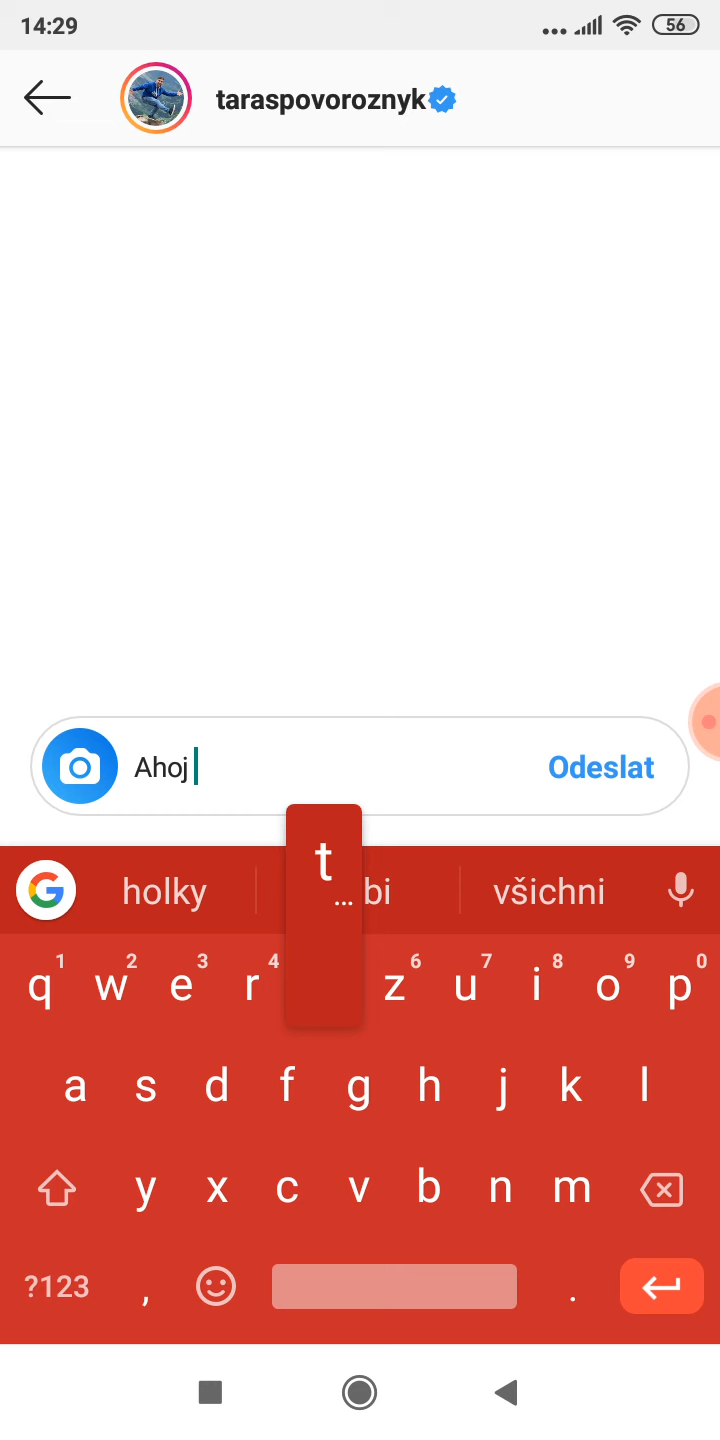 14:29
56
taraspovoroznyk
Ahoj
Odeslat
t
...
holky
bi
všichni
1 2 3 4 6 7 8 9 0
q w e r z u i o p
a s d f g h j k l
y x c v b n m
?123 , .